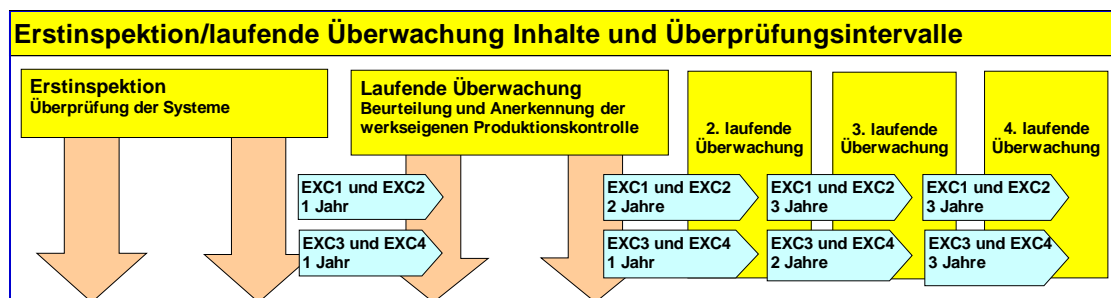 Erstinspektion/laufende Überwachung Inhalte und Überprüfungsintervalle
Erstinspektion
Überprüfung der Systeme
Laufende Überwachung
Beurteilung und Anerkennung der
werkseigenen Produktionskontrolle
2. laufende
Überwachung
3. laufende
Überwachung
4. laufende
Überwachung
EXC1 und EXC2
1 Jahr
EXC1 und EXC2
2 Jahre
EXC1 und EXC2
3 Jahre
EXC1 und EXC2
3 Jahre
EXC3 und EXC4
1 Jahr
EXC3 und EXC4
1 Jahr
EXC3 und EXC4
2 Jahre
EXC3 und EXC4
3 Jahre